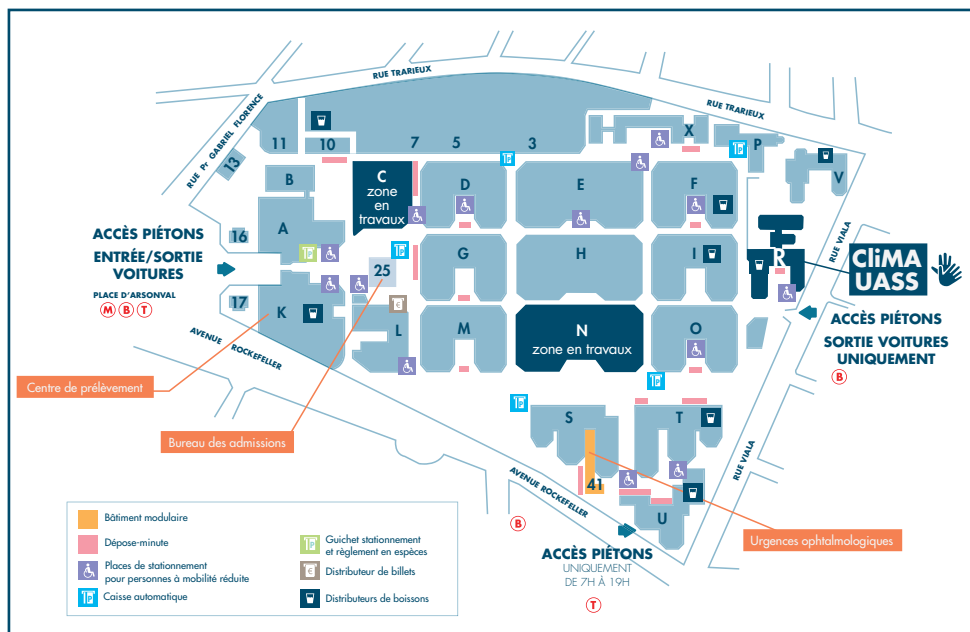 RUE TRARIEUX
RUE TRARIEUX
RUE Pr GABRIEL FLORENCE
11
10
7
5
3
X
P
V
13
B
C
zone
en
travaux
D
E
F
16
A
ACCÈS PIÉTONS
ENTRÉE/SORTIE
VOITURES
PLACE D'ARSONVAL
M B T
25
G
H
I
R
CliMA
UASS
RUE VIALA
17
K
L
M
N
zone en travaux
O
ACCÈS PIÉTONS
SORTIE VOITURES
UNIQUEMENT
B
AVENUE ROCKEFELLER
Centre de prélèvement
Bureau des admissions
S
T
41
U
RUE VIALA
AVENUE ROCKEFELLER
B
Urgences ophtalmologiques
ACCÈS PIÉTONS
UNIQUEMENT
DE 7H À 19H
T
Bâtiment modulaire
Dépose-minute
Places de stationnement
pour personnes à mobilité réduite
Caisse automatique
Guichet stationnement
et règlement en espèces
Distributeur de billets
Distributeurs de boissons